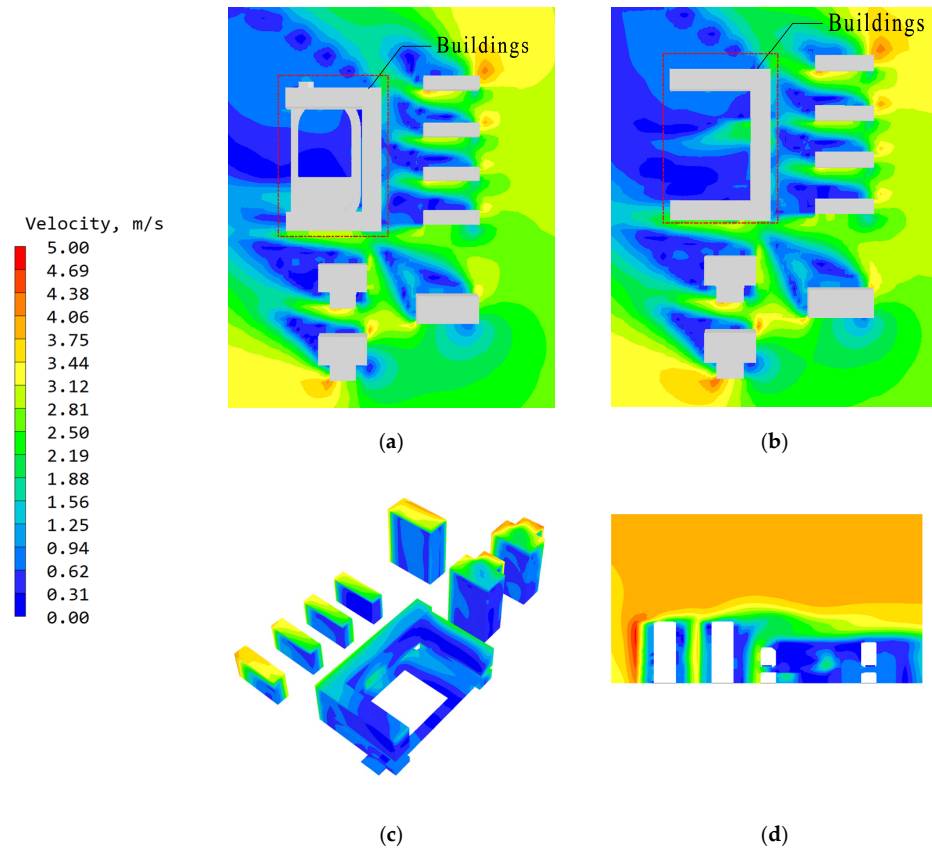 Buildings
Buildings
Velocity, m/s
5.00
4.69
4.38
4.06
3.75
3.44
3.12
2.81
2.50
2.19
1.88
1.56
1.25
0.94
0.62
0.31
0.00
(a)
(b)
(c)
(d)